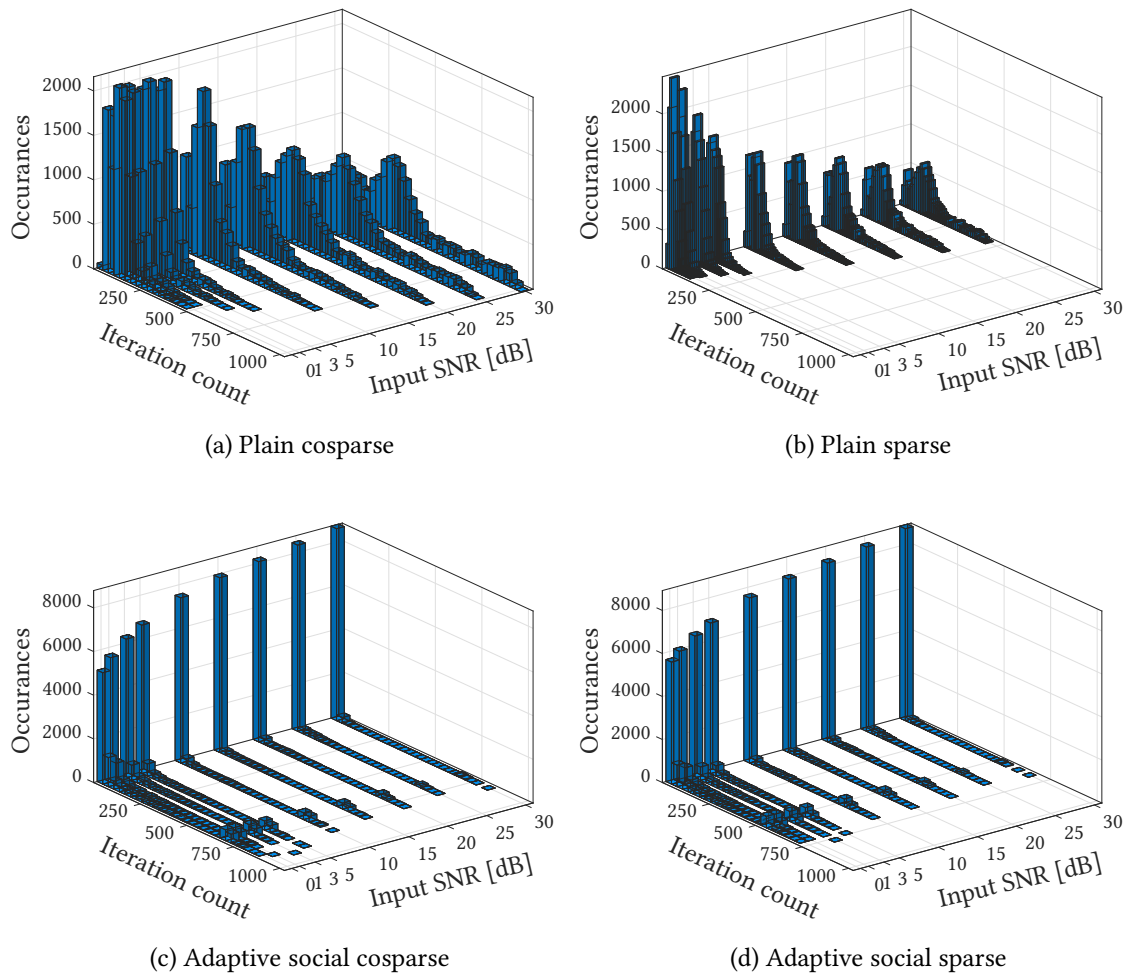 2000
1500
1000
500
0
Occurances
250
500
750
1000
Iteration count
01 3 5 10 15 20 25 30
Input SNR [dB]
(a) Plain cosparse
2000
1500
1000
500
0
Occurances
250
500
750
1000
Iteration count
01 3 5 10 15 20 25 30
Input SNR [dB]
(b) Plain sparse
8000
6000
4000
2000
0
Occurances
250
500
750
1000
Iteration count
01 3 5 10 15 20 25 30
Input SNR [dB]
(c) Adaptive social cosparse
8000
6000
4000
2000
0
Occurances
250
500
750
1000
Iteration count
01 3 5 10 15 20 25 30
Input SNR [dB]
(d) Adaptive social sparse